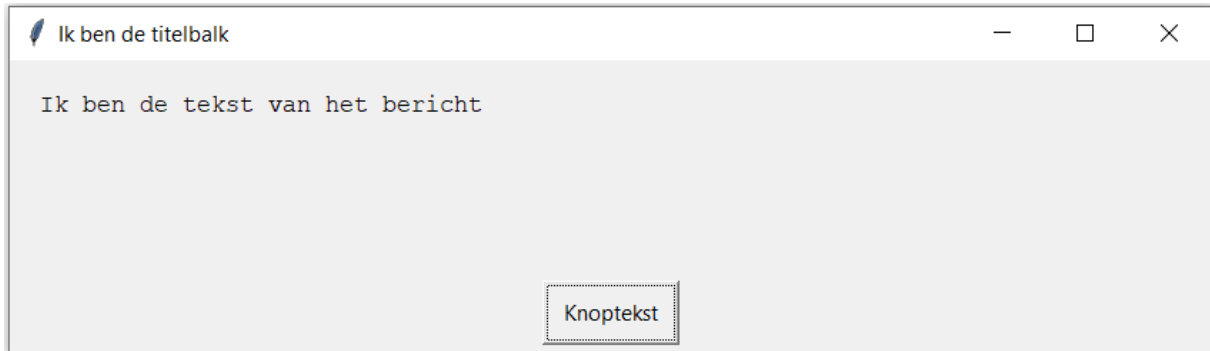 Ik ben de titelbalk
Ik ben de tekst van het bericht
Knoptekst